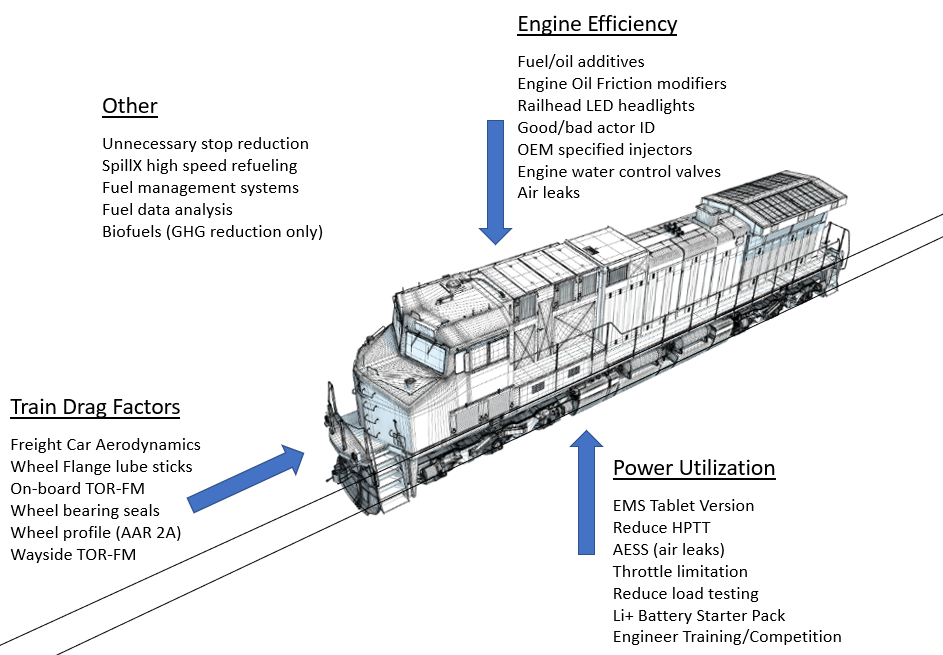 Engine Efficiency
Fuel/oil additives
Engine Oil Friction modifiers
Railhead LED headlights
Good/bad actor ID
OEM specified injectors
Engine water control valves
Air leaks
Other
Unnecessary stop reduction
SpillX high speed refueling
Fuel management systems
Fuel data analysis
Biofuels (GHG reduction only)
Train Drag Factors
Freight Car Aerodynamics
Wheel Flange lube sticks
On-board TOR-FM
Wheel bearing seals
Wheel profile (AAR 2A)
Wayside TOR-FM
Power Utilization
EMS Tablet Version
Reduce HPTT
AESS (air leaks)
Throttle limitation
Reduce load testing
Li+ Battery Starter Pack
Engineer Training/Competition